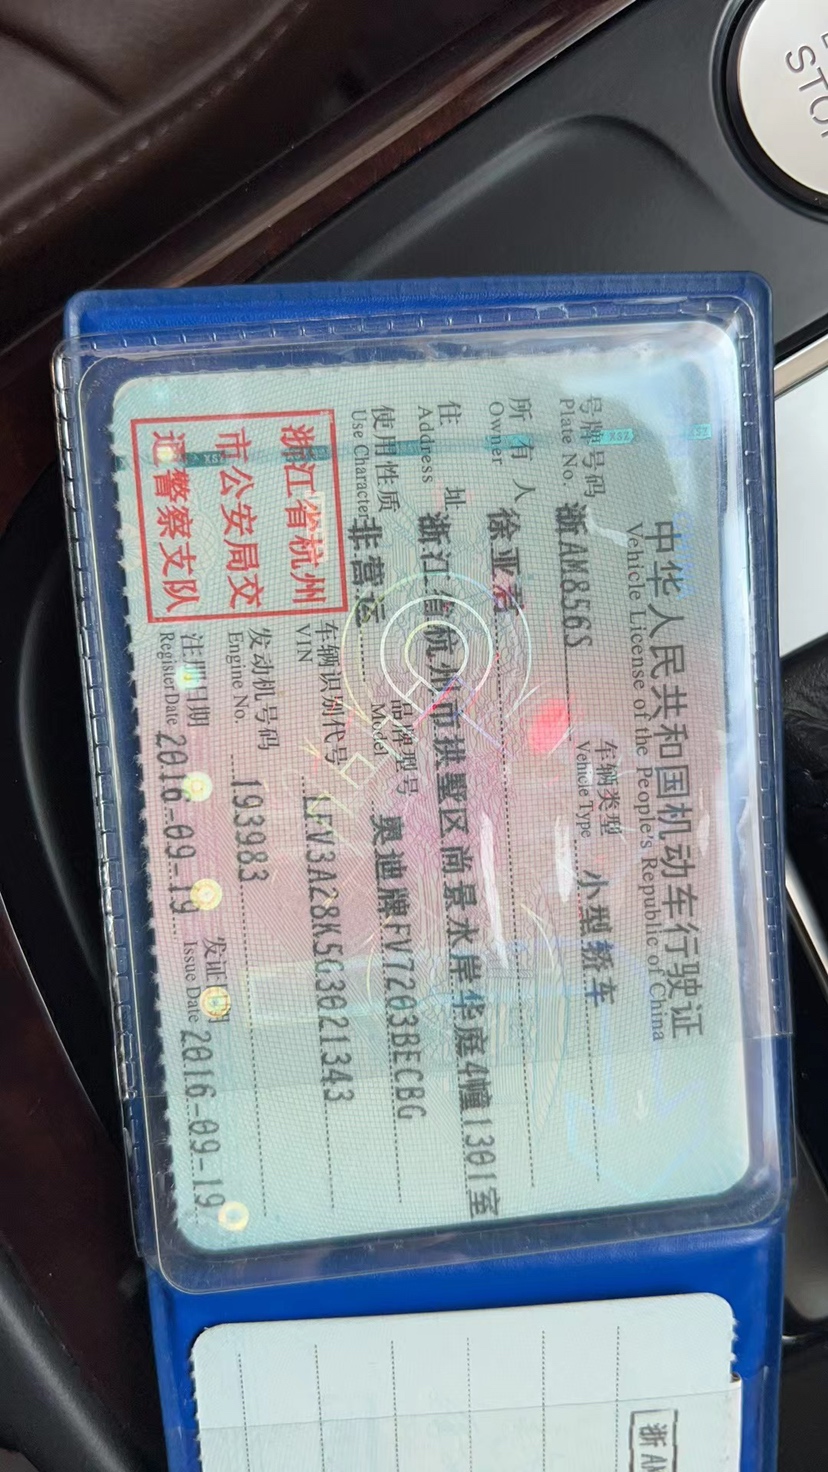 中华人民共和国机动车行驶证
Vehicle License of the People's Republic of China
号牌号码 浙AM856S 车辆类型 小型轿车
Plate No. Vehicle Type
所有人 徐亚
Owner
住址 浙江省杭州市拱墅区尚景水岸华庭4幢1301室
Address
使用性质 非营运 品牌型号 奥迪牌FV7203BECBG
Use Character Model
车辆识别代号 LFV3A28K5G3021343
VIN
发动机号码 193983
Engine No.
注册日期 2016-09-19 发证日期 2016-09-19
Register Date Issue Date
浙江省杭州
市公安局交
通警察支队
STO
浙AM